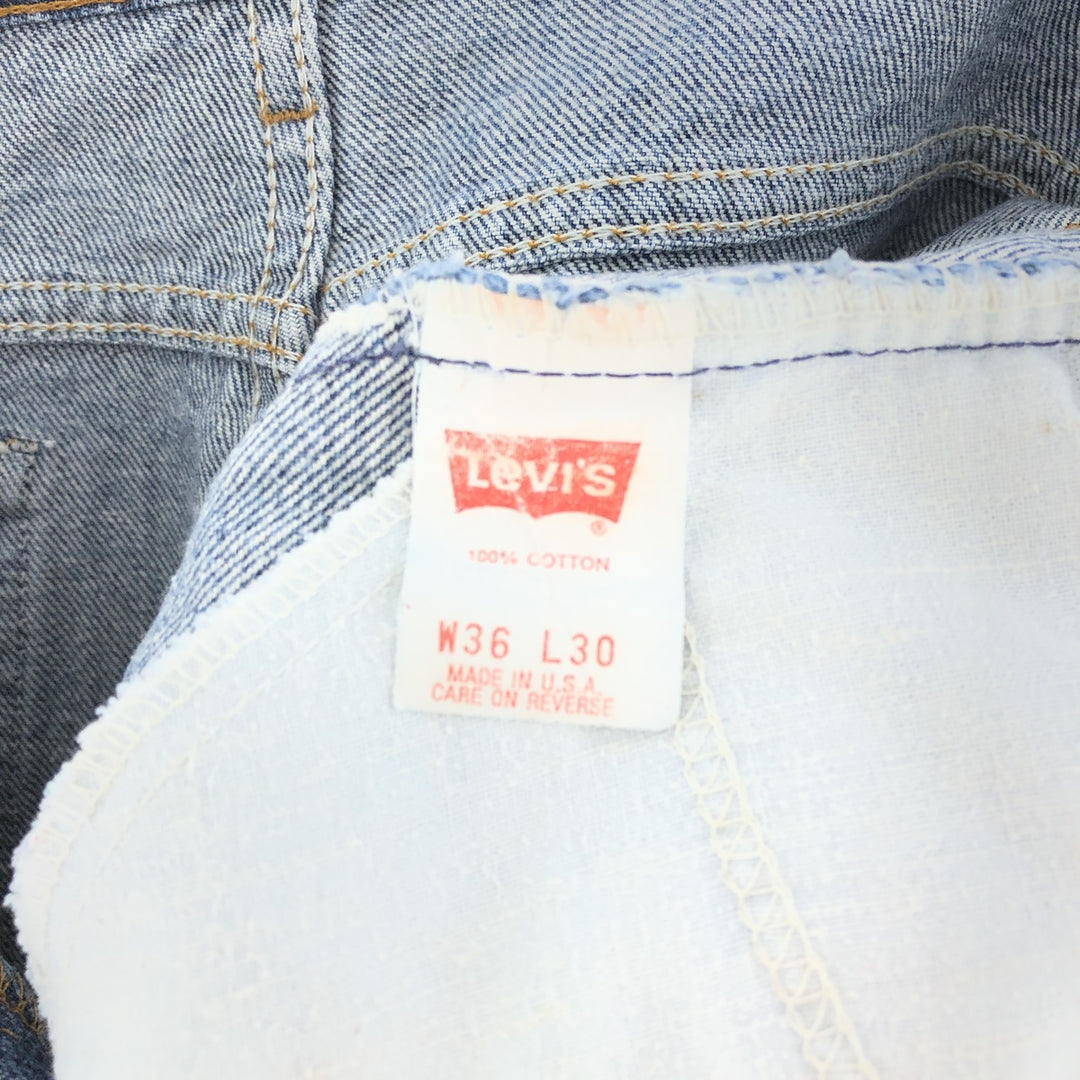 Levi's
®
100% COTTON
W36 L30
MADE IN U.S.A.
CARE ON REVERSE